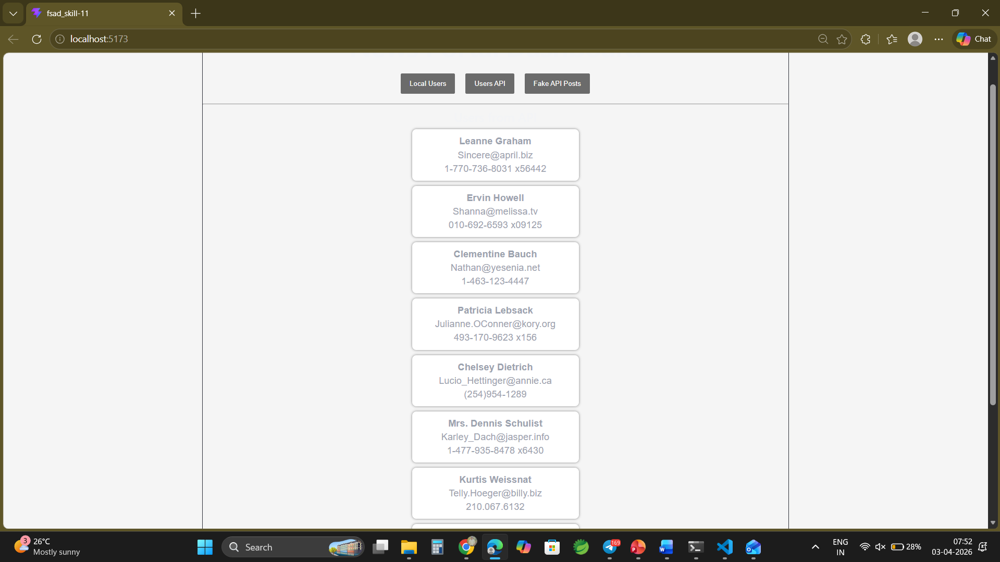 fsad_skill-11
localhost:5173
Chat
Local Users
Users API
Fake API Posts
Leanne Graham
Sincere@april.biz
1-770-736-8031 x56442
Ervin Howell
Shanna@melissa.tv
010-692-6593 x09125
Clementine Bauch
Nathan@yesenia.net
1-463-123-4447
Patricia Lebsack
Julianne.OConner@kory.org
493-170-9623 x156
Chelsey Dietrich
Lucio_Hettinger@annie.ca
(254)954-1289
Mrs. Dennis Schulist
Karley_Dach@jasper.info
1-477-935-8478 x6430
Kurtis Weissnat
Telly.Hoeger@billy.biz
210.067.6132
3
26°C
Mostly sunny
Search
169
P
W
O
ENG
IN
28%
07:52
03-04-2026